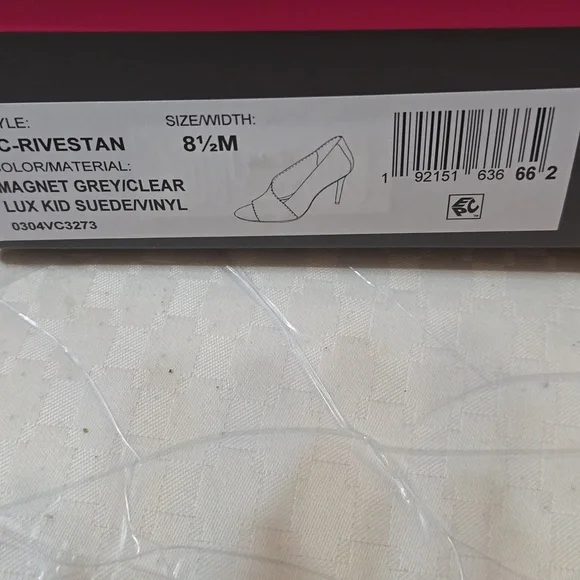 YLE:
C-RIVESTAN
SIZE/WIDTH:
8½M
COLOR/MATERIAL:
MAGNET GREY/CLEAR
LUX KID SUEDE/VINYL
0304VC3273
1 92151 636 66 2